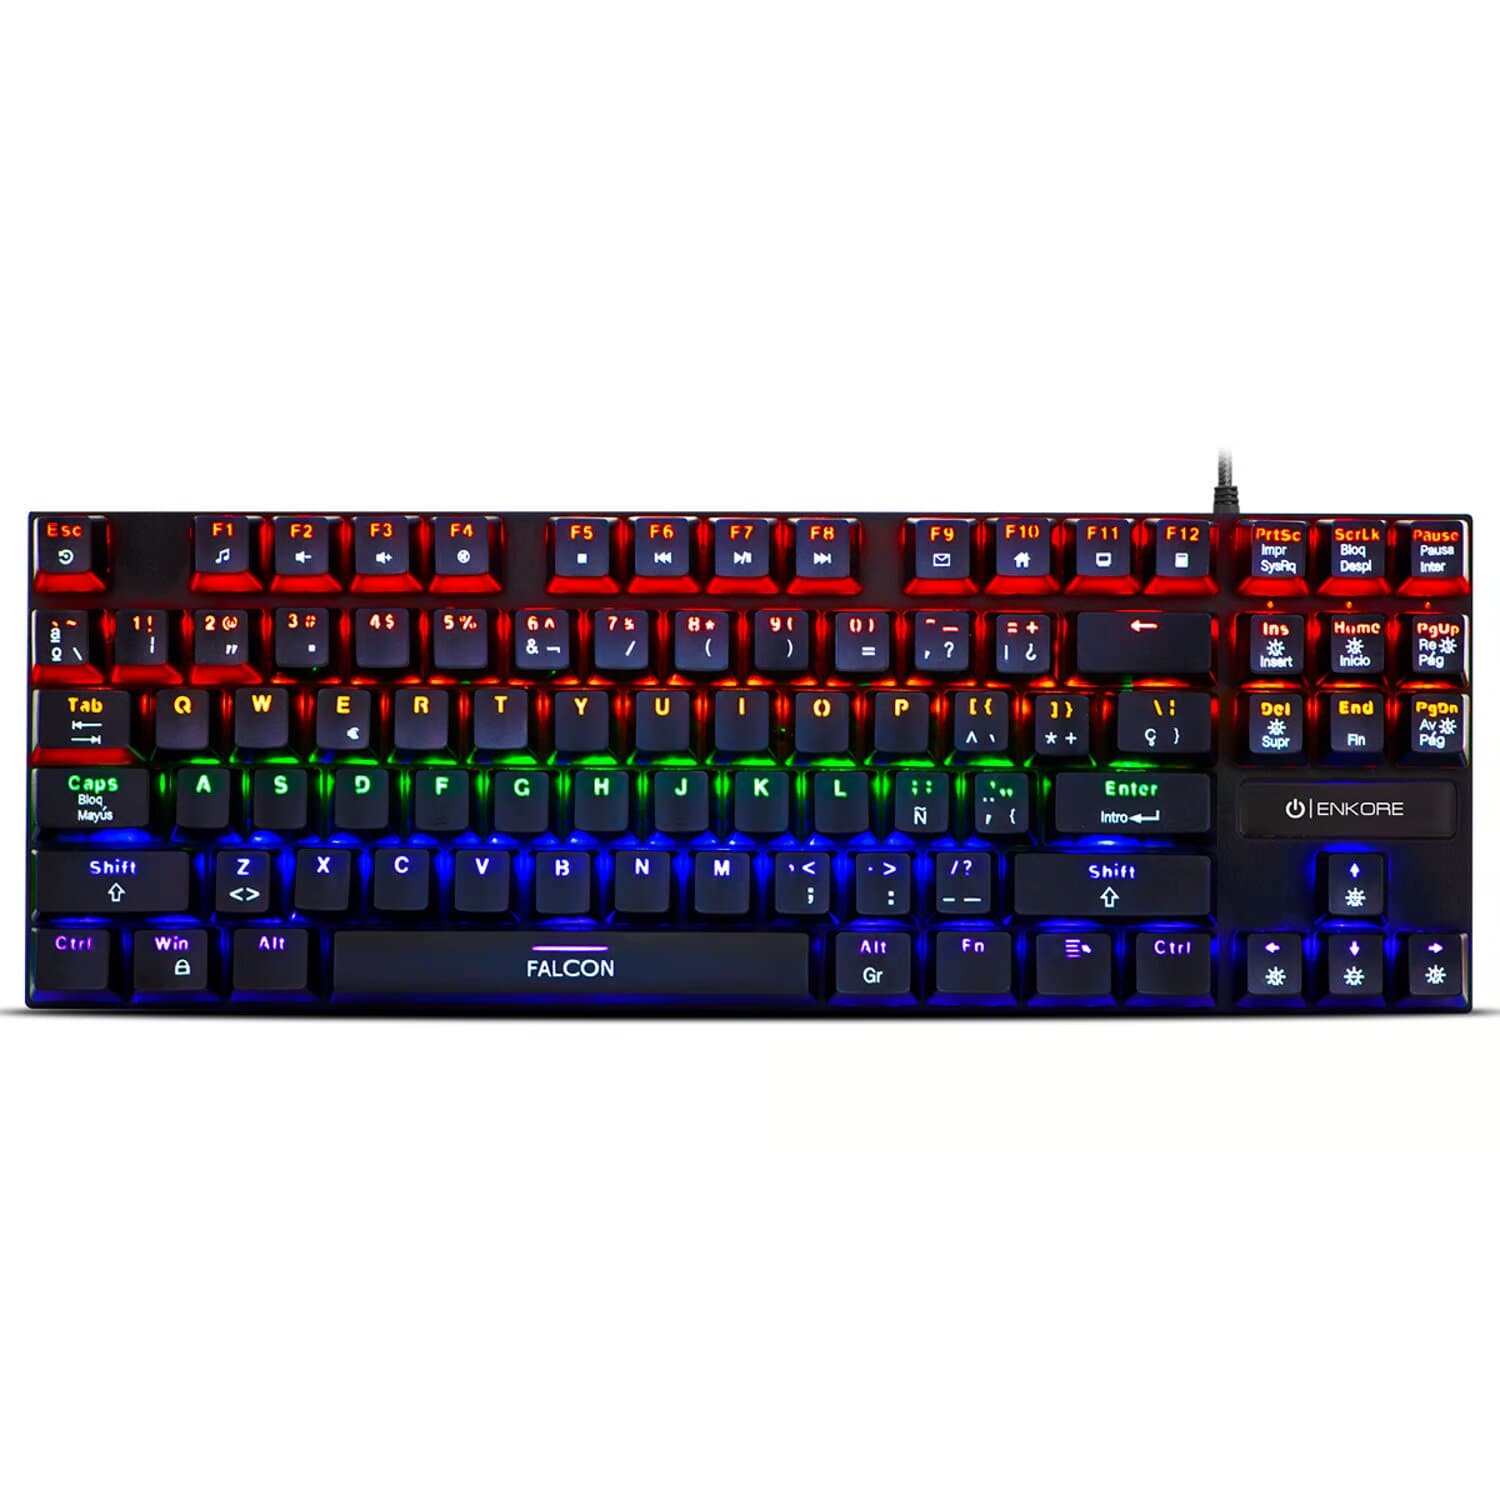 Esc F1 F2 F3 F4 F5 F6 F7 F8 F9 F10 F11 F12 PrtSc ScrLk Pause
Impr Bloq Pausa
SysRq Despl Inter
~ 1 ! 2 @ 3 # 4 $ 5 % 6 ^ 7 & 8 * 9 ( 0 ) - _ = + ← Ins Home PgUp
ª º \ | " · & ¬ / ( ) = ' ? ¡ ¿ Insert Inicio Re Pág
Tab Q W E R T Y U I O P [ { ] } \ | Del End PgDn
€ ^ ` * + Ç } Supr Fin Av Pág
Caps A S D F G H J K L ; : ' " Enter
Bloq Mayús Ñ ´ { Intro
ENKORE
Shift Z X C V B N M , < . > / ? Shift
<> ; : - _
Ctrl Win Alt FALCON Alt Gr Fn Ctrl